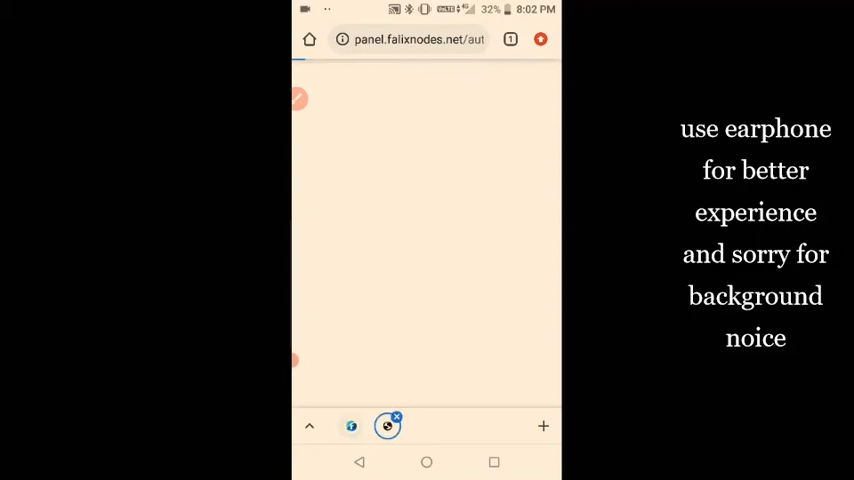 32% 8:02 PM
panel.falixnodes.net/aut
1
use earphone
for better
experience
and sorry for
background
noice